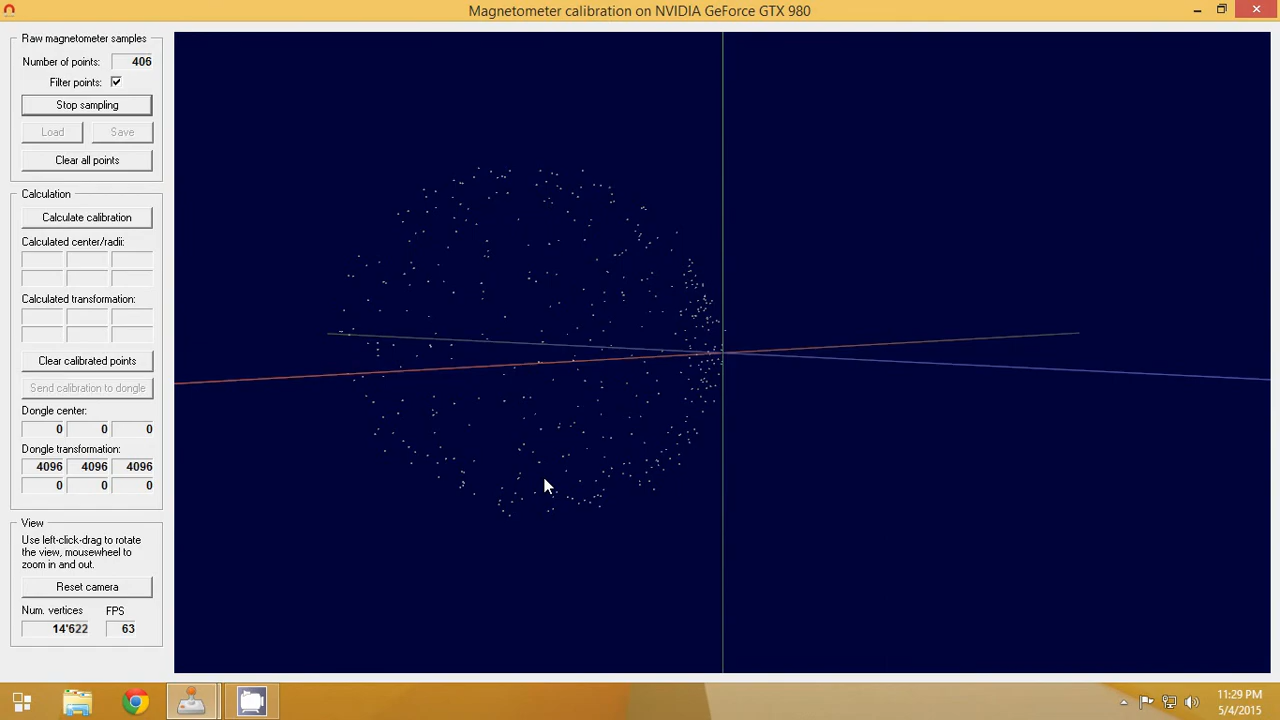 Magnetometer calibration on NVIDIA GeForce GTX 980
Raw magnetometer samples
Number of points: 406
Filter points:
Stop sampling
Load Save
Clear all points
Calculation
Calculate calibration
Calculated center/radii:
Calculated transformation:
Clear calibrated points
Send calibration to dongle
Dongle center:
0 0 0
Dongle transformation:
4096 4096 4096
0 0 0
View
Use left-click-drag to rotate
the view, mousewheel to
zoom in and out.
Reset camera
Num. vertices FPS
14'622 63
11:29 PM
5/4/2015